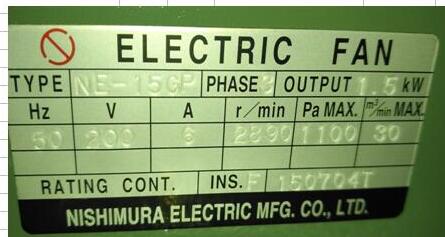 ELECTRIC FAN
TYPE NE-15GP PHASE 3 OUTPUT 1.5 kW
Hz V A r/min Pa MAX. m³/min MAX.
50 200 6 2890 1100 30
RATING CONT. INS. F 150704T
NISHIMURA ELECTRIC MFG. CO., LTD.